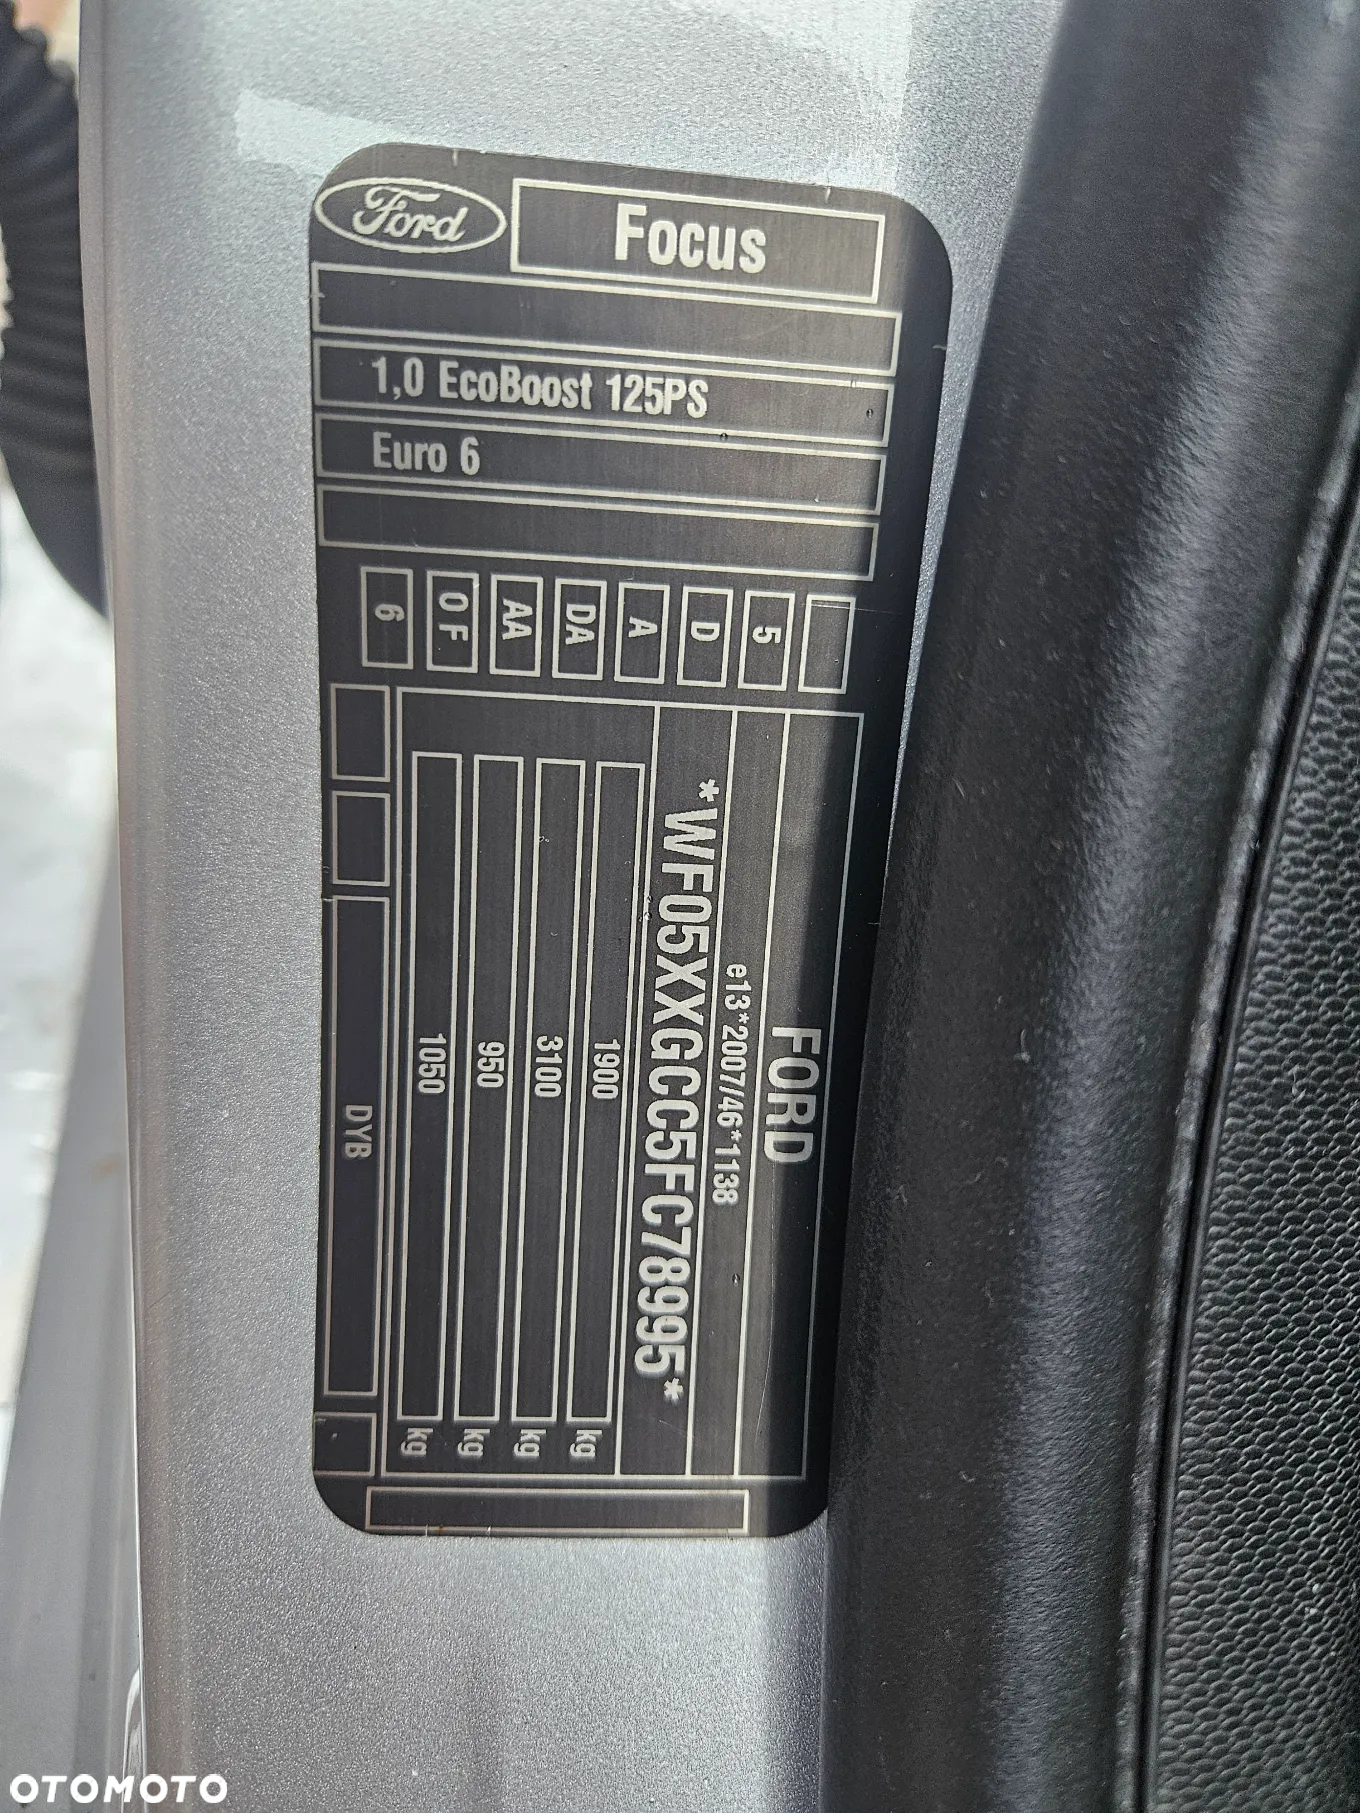 Ford
Focus
1,0 EcoBoost 125PS
Euro 6
6
0 F
AA
DA
A
D
5
FORD
e13*2007/46*1138
*WF05XXGCC5FC78995*
1900 kg
3100 kg
950 kg
1050 kg
DYB
OTOMOTO